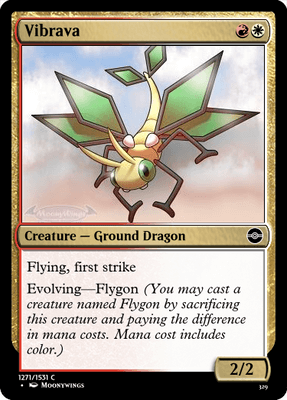 Vibrava
MoonyWings
Creature — Ground Dragon
Flying, first strike
Evolving—Flygon (You may cast a
creature named Flygon by sacrificing
this creature and paying the difference
in mana costs. Mana cost includes
color.)
2/2
1271/1531 C
• Moonywings